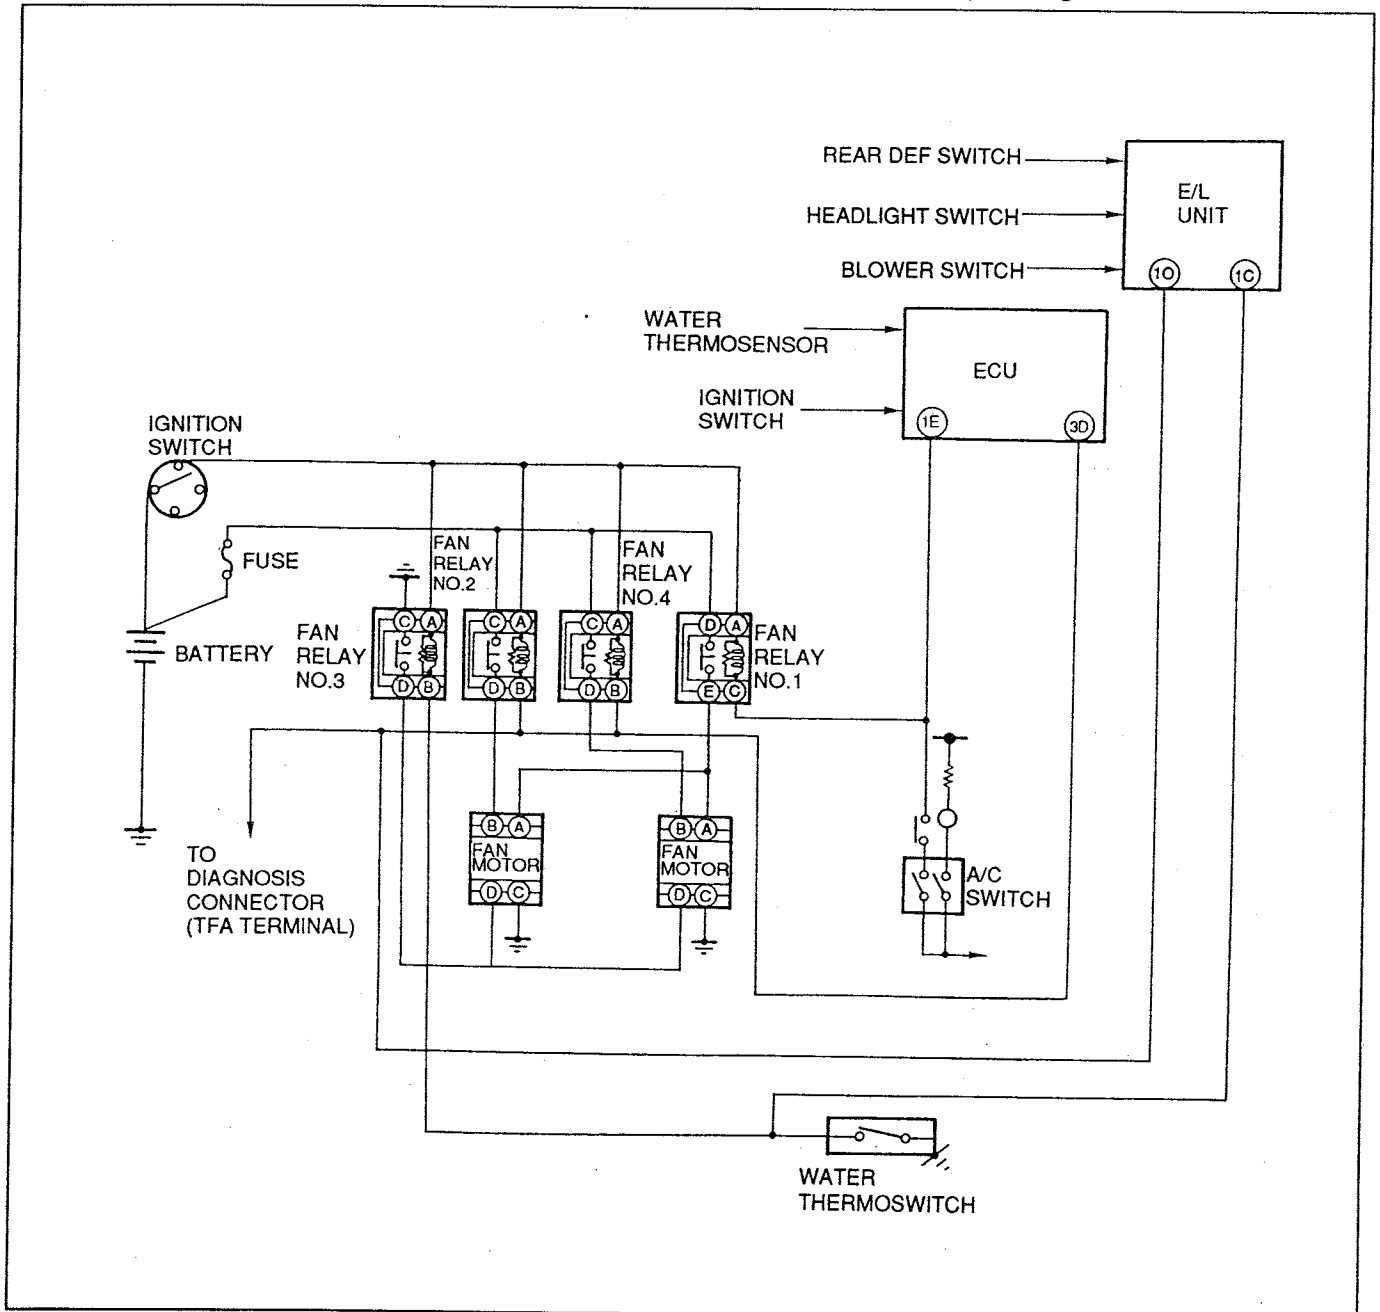 REAR DEF SWITCH
HEADLIGHT SWITCH
BLOWER SWITCH
E/L
UNIT
1O
1C
WATER
THERMOSENSOR
IGNITION
SWITCH
ECU
1E
3D
IGNITION
SWITCH
FUSE
BATTERY
FAN
RELAY
NO.2
FAN
RELAY
NO.4
FAN
RELAY
NO.3
C A
D B
C A
D B
C A
D B
D A
E C
FAN
RELAY
NO.1
TO
DIAGNOSIS
CONNECTOR
(TFA TERMINAL)
B A
FAN
MOTOR
D C
B A
FAN
MOTOR
D C
A/C
SWITCH
WATER
THERMOSWITCH